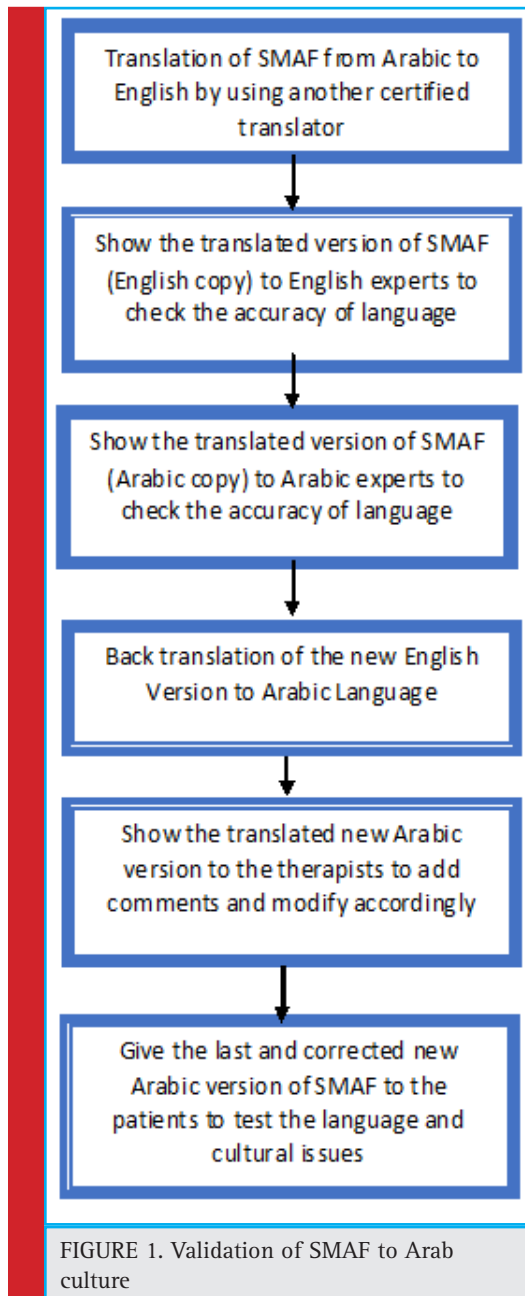 Translation of SMAF from Arabic to
English by using another certified
translator
Show the translated version of SMAF
(English copy) to English experts to
check the accuracy of language
Show the translated version of SMAF
(Arabic copy) to Arabic experts to
check the accuracy of language
Back translation of the new English
Version to Arabic Language
Show the translated new Arabic
version to the therapists to add
comments and modify accordingly
Give the last and corrected new
Arabic version of SMAF to the
patients to test the language and
cultural issues
FIGURE 1. Validation of SMAF to Arab
culture